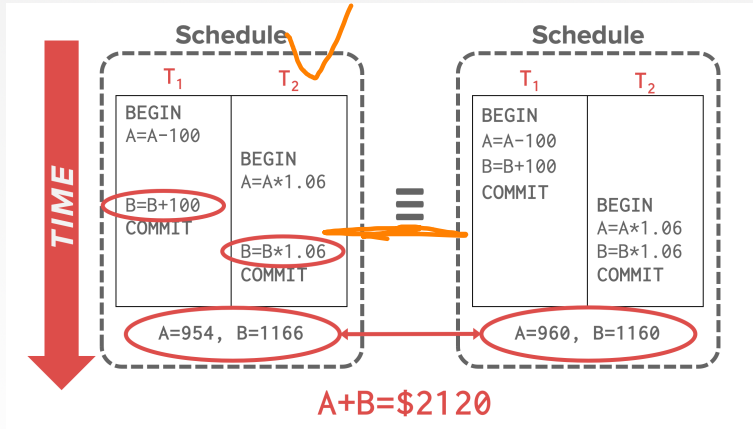 Schedule
T1 T2
BEGIN
A=A-100
BEGIN
A=A*1.06
B=B+100
COMMIT
B=B*1.06
COMMIT
A=954, B=1166
TIME
≡
Schedule
T1 T2
BEGIN
A=A-100
B=B+100
COMMIT
BEGIN
A=A*1.06
B=B*1.06
COMMIT
A=960, B=1160
A+B=$2120